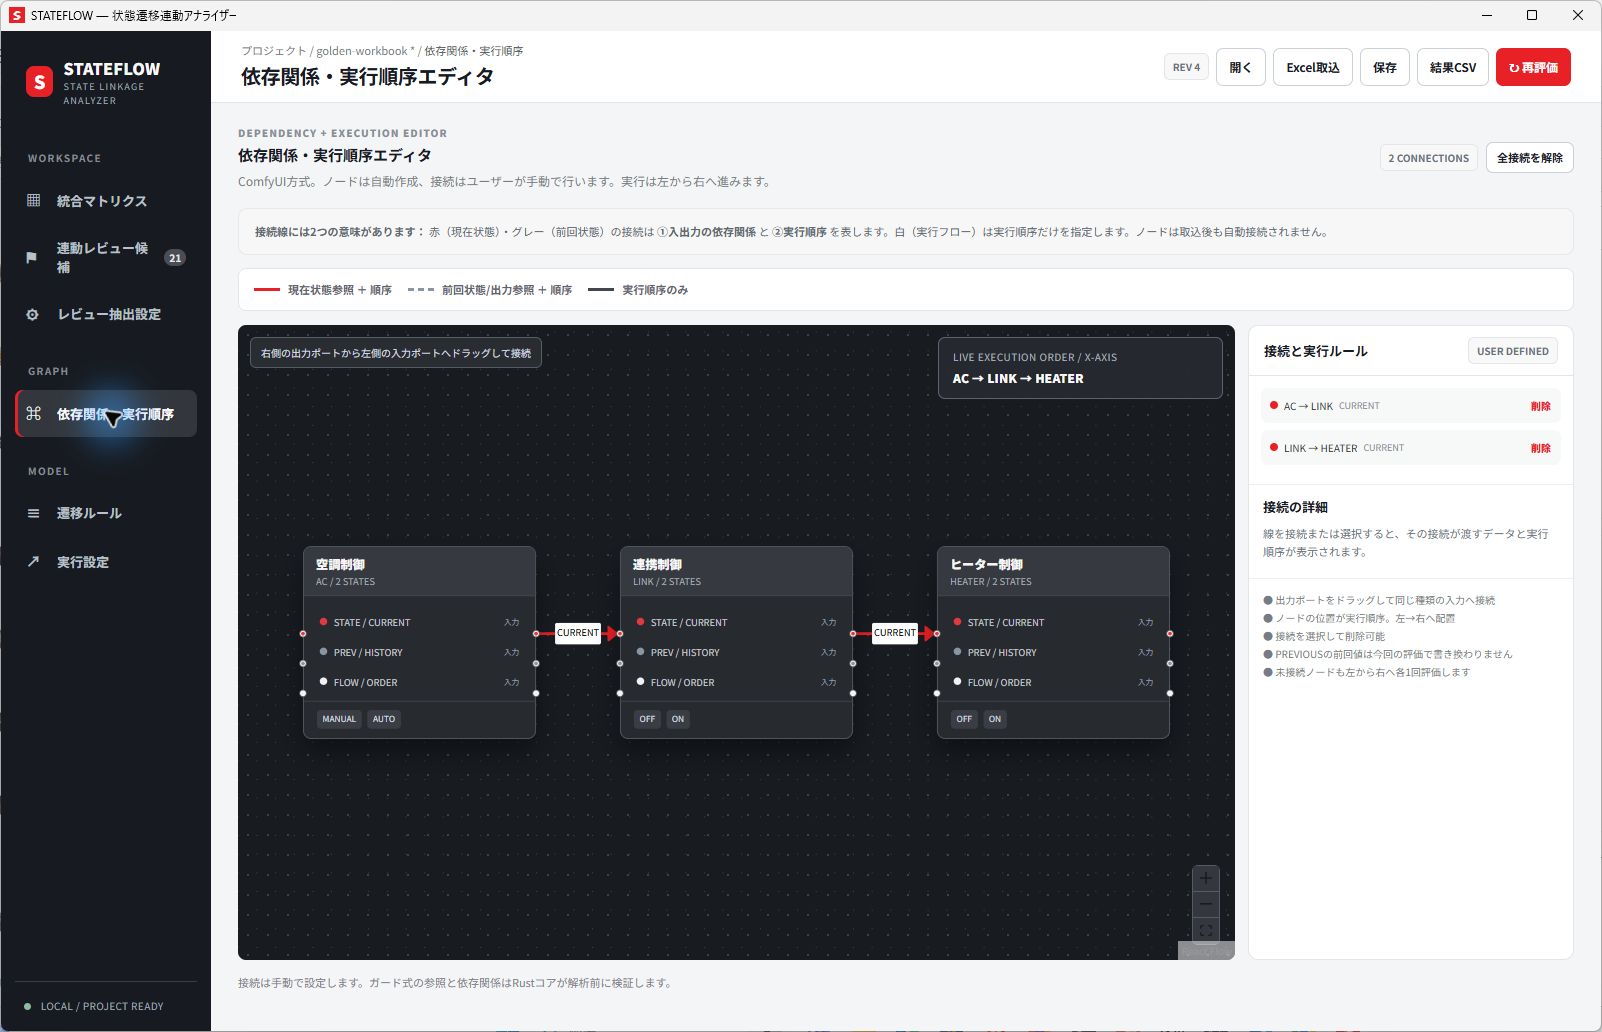 S STATEFLOW — 状態遷移連動アナライザー
S
STATEFLOW
STATE LINKAGE
ANALYZER
WORKSPACE
統合マトリクス
連動レビュー候
補
21
レビュー抽出設定
GRAPH
依存関係・実行順序
MODEL
遷移ルール
実行設定
LOCAL / PROJECT READY
プロジェクト / golden-workbook * / 依存関係・実行順序
依存関係・実行順序エディタ
REV 4
開く
Excel取込
保存
結果CSV
↻ 再評価
DEPENDENCY + EXECUTION EDITOR
依存関係・実行順序エディタ
ComfyUI方式。ノードは自動作成、接続はユーザーが手動で行います。実行は左から右へ進みます。
2 CONNECTIONS
全接続を解除
接続線には2つの意味があります： 赤（現在状態）・グレー（前回状態）の接続は ①入出力の依存関係 と ②実行順序 を表します。白（実行フロー）は実行順序だけを指定します。ノードは取込後も自動接続されません。
現在状態参照 ＋ 順序
前回状態/出力参照 ＋ 順序
実行順序のみ
右側の出力ポートから左側の入力ポートへドラッグして接続
LIVE EXECUTION ORDER / X-AXIS
AC → LINK → HEATER
空調制御
AC / 2 STATES
STATE / CURRENT 入力
PREV / HISTORY 入力
FLOW / ORDER 入力
MANUAL AUTO
CURRENT
連携制御
LINK / 2 STATES
STATE / CURRENT 入力
PREV / HISTORY 入力
FLOW / ORDER 入力
OFF ON
CURRENT
ヒーター制御
HEATER / 2 STATES
STATE / CURRENT 入力
PREV / HISTORY 入力
FLOW / ORDER 入力
OFF ON
接続と実行ルール
USER DEFINED
AC → LINK CURRENT 削除
LINK → HEATER CURRENT 削除
接続の詳細
線を接続または選択すると、その接続が渡すデータと実行
順序が表示されます。
● 出力ポートをドラッグして同じ種類の入力へ接続
● ノードの位置が実行順序。左→右へ配置
● 接続を選択して削除可能
● PREVIOUSの前回値は今回の評価で書き換わりません
● 未接続ノードも左から右へ各1回評価します
接続は手動で設定します。ガード式の参照と依存関係はRustコアが解析前に検証します。